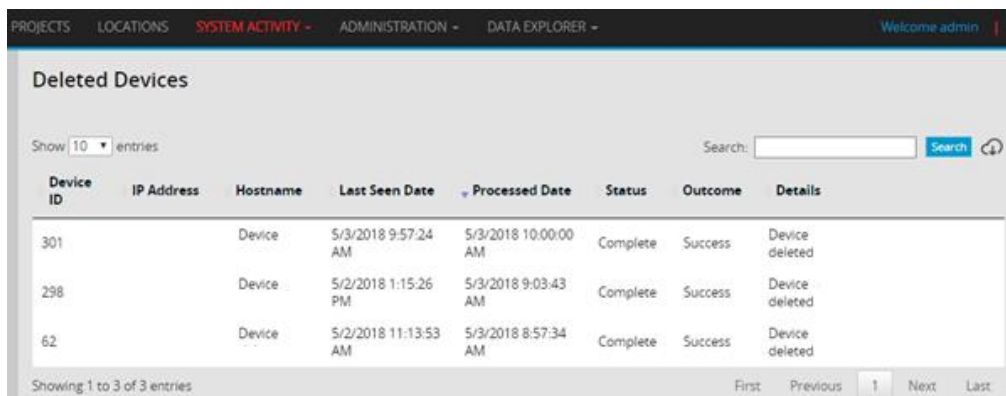 PROJECTS LOCATIONS SYSTEM ACTIVITY ADMINISTRATION DATA EXPLORER Welcome admin |
Deleted Devices
Show 10 entries Search: Search
Device ID IP Address Hostname Last Seen Date Processed Date Status Outcome Details
301 Device 5/3/2018 9:57:24 AM 5/3/2018 10:00:00 AM Complete Success Device deleted
298 Device 5/2/2018 1:15:26 PM 5/3/2018 9:03:43 AM Complete Success Device deleted
62 Device 5/2/2018 11:13:53 AM 5/3/2018 8:57:34 AM Complete Success Device deleted
Showing 1 to 3 of 3 entries First Previous 1 Next Last